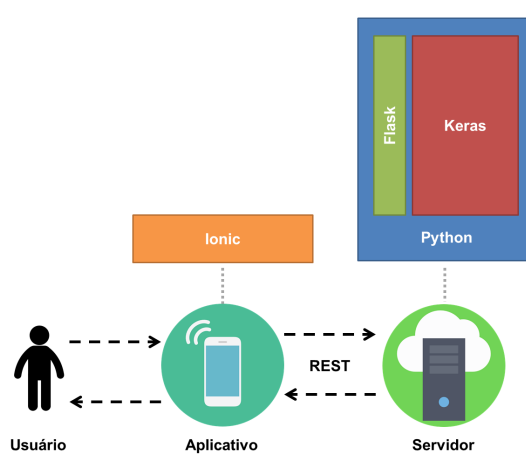 Flask
Keras
Python
Ionic
REST
Usuário
Aplicativo
Servidor